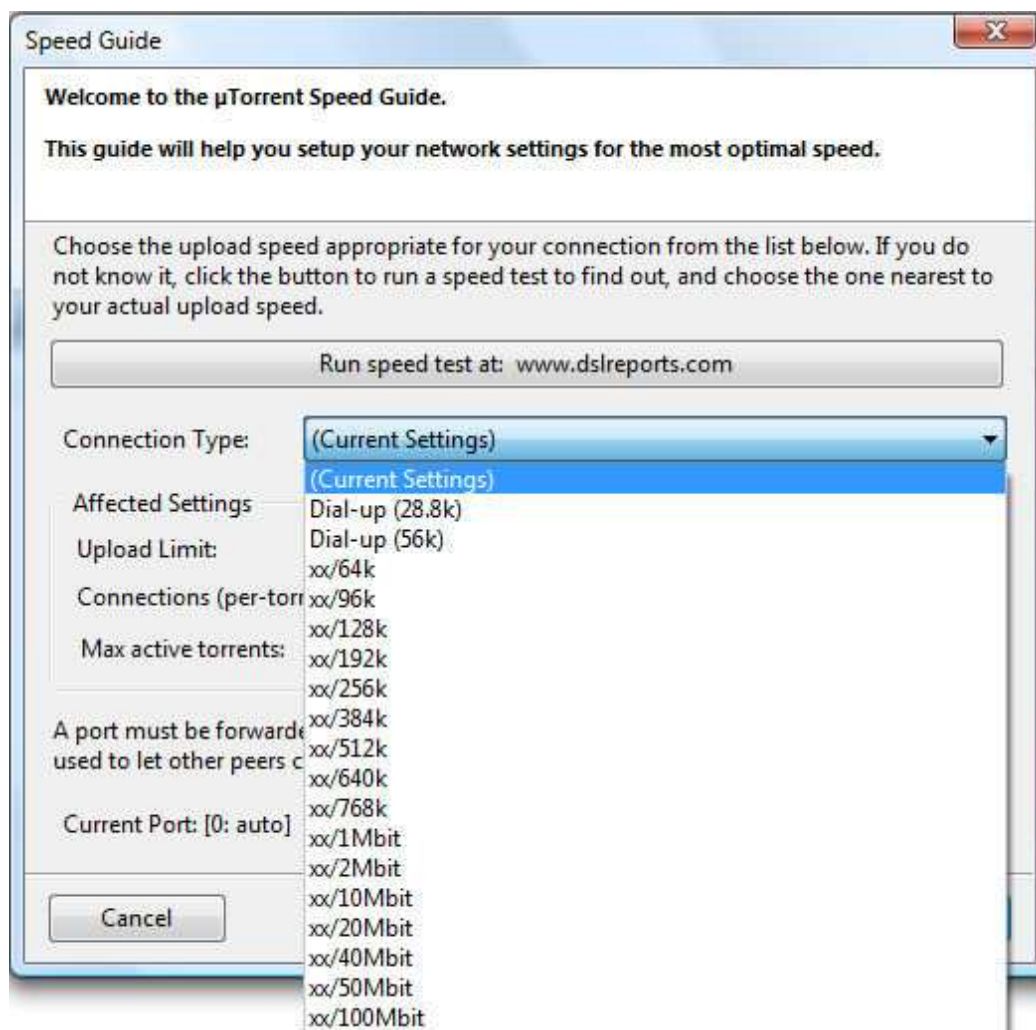 Speed Guide
Welcome to the µTorrent Speed Guide.
This guide will help you setup your network settings for the most optimal speed.
Choose the upload speed appropriate for your connection from the list below. If you do
not know it, click the button to run a speed test to find out, and choose the one nearest to
your actual upload speed.
Run speed test at: www.dslreports.com
Connection Type: (Current Settings)
(Current Settings)
Affected Settings
Dial-up (28.8k)
Upload Limit:
Dial-up (56k)
xx/64k
Connections (per-torr
xx/96k
xx/128k
Max active torrents:
xx/192k
xx/256k
xx/384k
A port must be forwarde
xx/512k
used to let other peers c
xx/640k
xx/768k
Current Port: [0: auto]
xx/1Mbit
xx/2Mbit
xx/10Mbit
Cancel
xx/20Mbit
xx/40Mbit
xx/50Mbit
xx/100Mbit